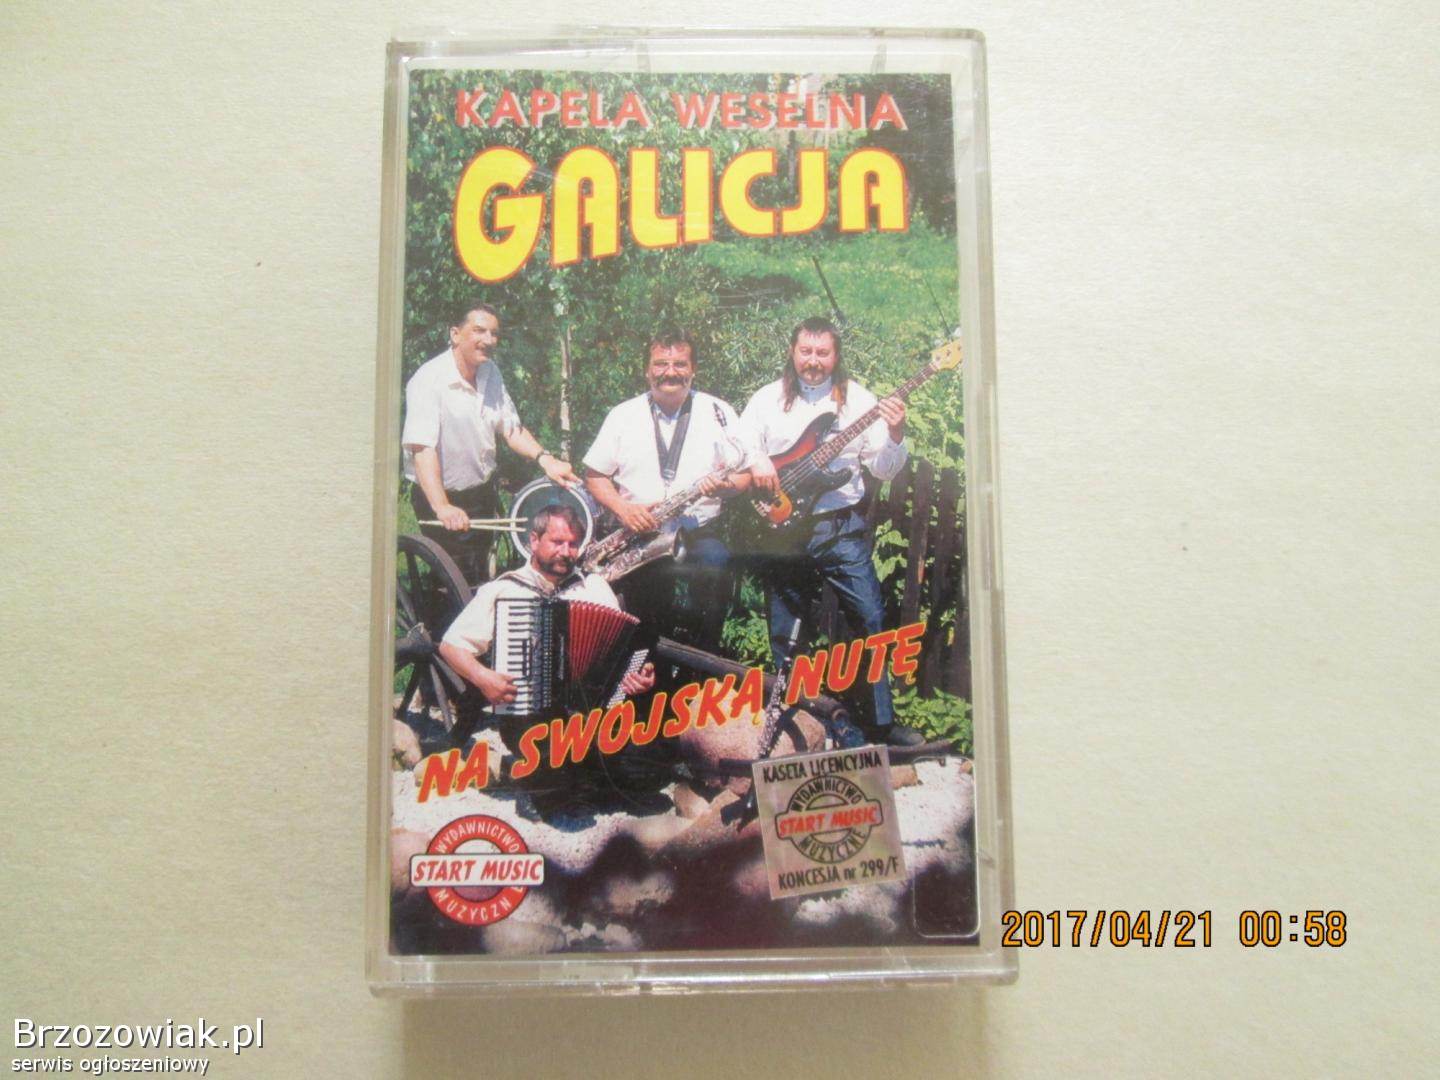 KAPELA WESELNA
GALICJA
NA SWOJSKĄ NUTĘ
WYDAWNICTWO
START MUSIC
MUZYCZN
KASETA LICENCYJNA
WYDAWNICTWO
START MUSIC
MUZYCZNE
KONCESJA nr 299/F
2017/04/21 00:58
Brzozowiak.pl
serwis ogłoszeniowy